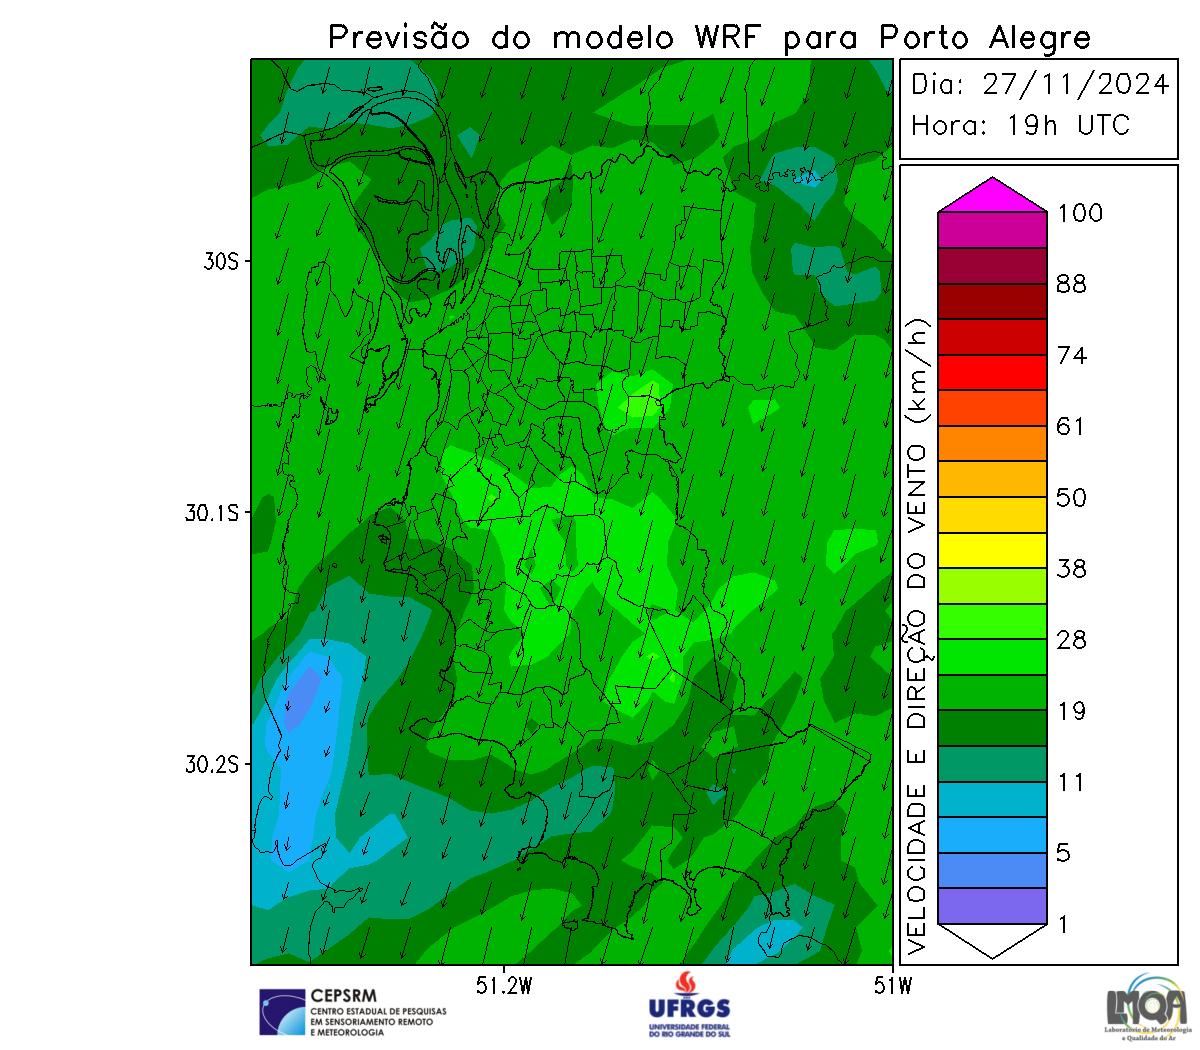 Previsão do modelo WRF para Porto Alegre
Dia: 27/11/2024
Hora: 19h UTC
30S
30.1S
30.2S
51.2W
51W
VELOCIDADE E DIREÇÃO DO VENTO (km/h)
100
88
74
61
50
38
28
19
11
5
1
CEPSRM
CENTRO ESTADUAL DE PESQUISAS
EM SENSORIAMENTO REMOTO
E METEOROLOGIA
UFRGS
UNIVERSIDADE FEDERAL
DO RIO GRANDE DO SUL
LMQA
Laboratório de Meteorologia
e Qualidade do Ar